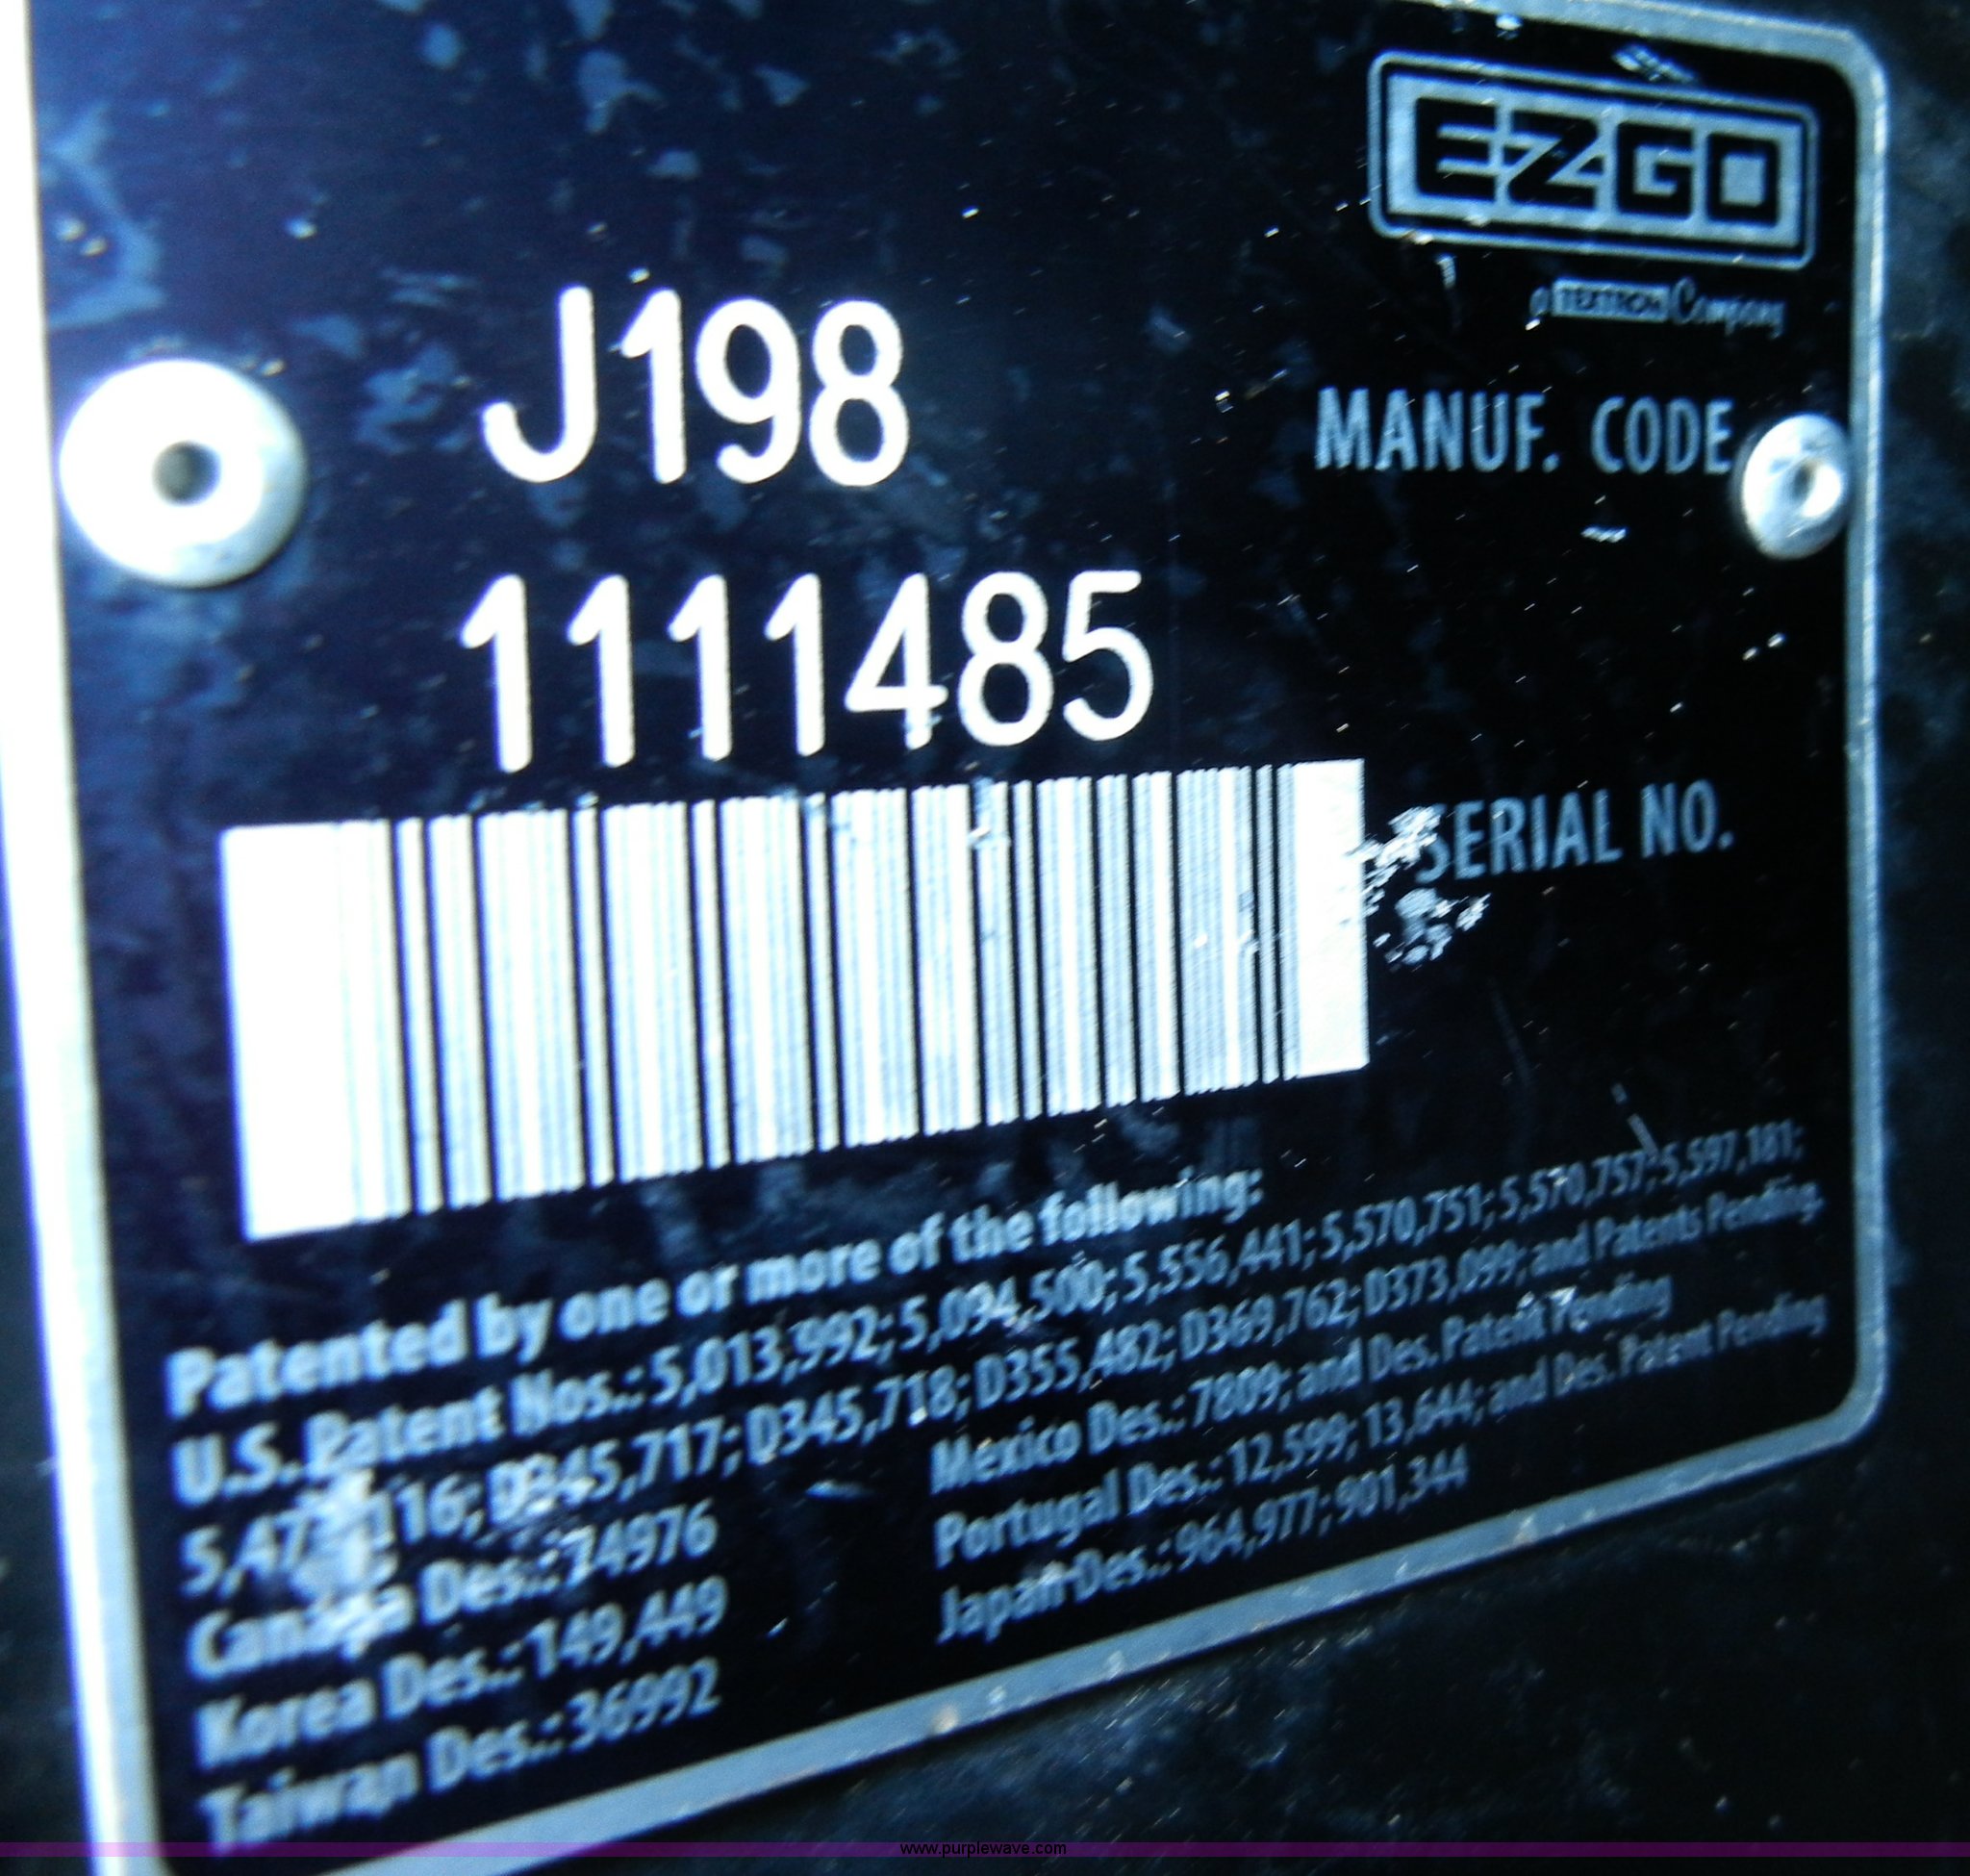 EZGO
a TEXTRON Company
J198
MANUF. CODE
1111485
SERIAL NO.
Patented by one or more of the following:
U.S. Patent Nos.: 5,013,992; 5,094,500; 5,556,441; 5,570,751; 5,570,757; 5,597,181;
D345,717; D345,718; D355,482; D369,762; D373,099; and Patents Pending.
Canada Des.: 74976
Korea Des.: 149,449
Taiwan Des.: 36992
Mexico Des.: 7809; and Des. Patent Pending
Portugal Des.: 12,599; 13,644; and Des. Patent Pending
Japan Des.: 964,977; 901,344
www.purplewave.com